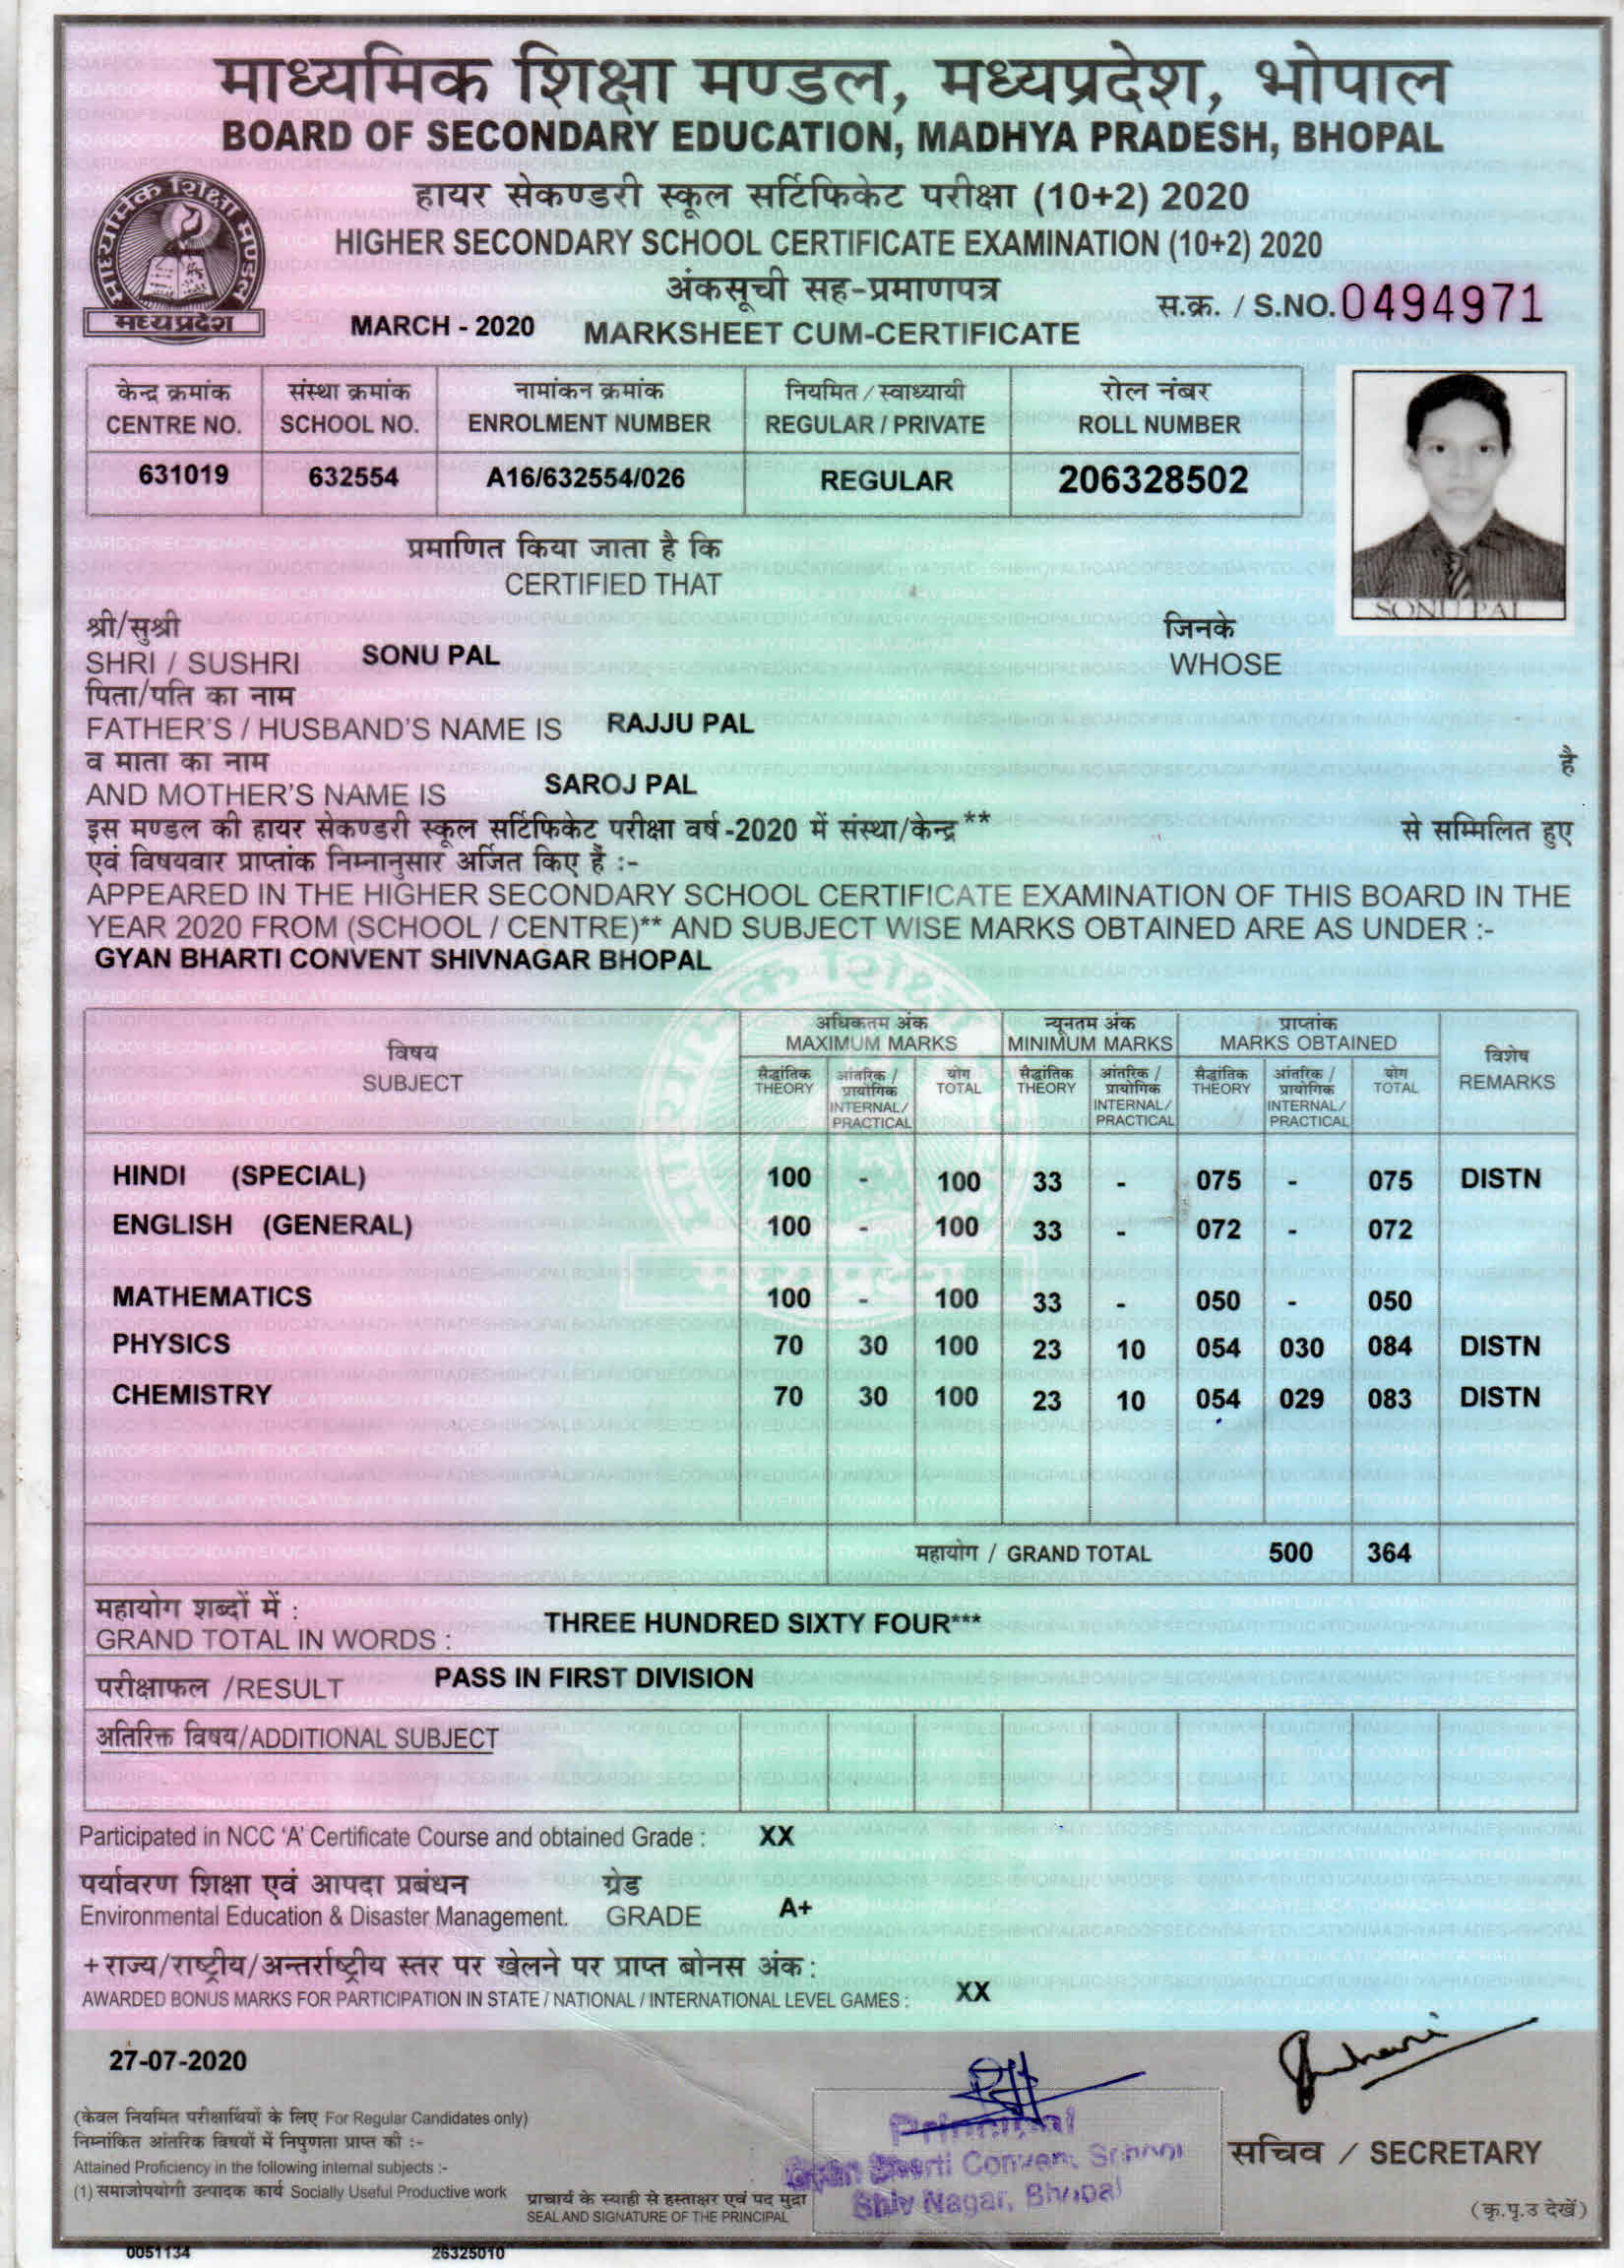 माध्यमिक शिक्षा मण्डल, मध्यप्रदेश, भोपाल
BOARD OF SECONDARY EDUCATION, MADHYA PRADESH, BHOPAL
हायर सेकण्डरी स्कूल सर्टिफिकेट परीक्षा (10+2) 2020
HIGHER SECONDARY SCHOOL CERTIFICATE EXAMINATION (10+2) 2020
माध्यमिक शिक्षा मण्डल
मध्यप्रदेश
अंकसूची सह-प्रमाणपत्र
स.क्र. / S.NO. 0494971
MARCH - 2020 MARKSHEET CUM-CERTIFICATE
केन्द्र क्रमांक संस्था क्रमांक नामांकन क्रमांक नियमित / स्वाध्यायी रोल नंबर
CENTRE NO. SCHOOL NO. ENROLMENT NUMBER REGULAR / PRIVATE ROLL NUMBER
631019 632554 A16/632554/026 REGULAR 206328502
SONU PAL
प्रमाणित किया जाता है कि
CERTIFIED THAT
श्री/सुश्री जिनके
SHRI / SUSHRI SONU PAL WHOSE
पिता/पति का नाम
FATHER'S / HUSBAND'S NAME IS RAJJU PAL
व माता का नाम है
AND MOTHER'S NAME IS SAROJ PAL
इस मण्डल की हायर सेकण्डरी स्कूल सर्टिफिकेट परीक्षा वर्ष -2020 में संस्था/केन्द्र** से सम्मिलित हुए
एवं विषयवार प्राप्तांक निम्नानुसार अर्जित किए हैं :-
APPEARED IN THE HIGHER SECONDARY SCHOOL CERTIFICATE EXAMINATION OF THIS BOARD IN THE
YEAR 2020 FROM (SCHOOL / CENTRE)** AND SUBJECT WISE MARKS OBTAINED ARE AS UNDER :-
GYAN BHARTI CONVENT SHIVNAGAR BHOPAL
विषय अधिकतम अंक न्यूनतम अंक प्राप्तांक विशेष
SUBJECT MAXIMUM MARKS MINIMUM MARKS MARKS OBTAINED REMARKS
सैद्धांतिक आंतरिक / प्रायोगिक योग सैद्धांतिक आंतरिक / प्रायोगिक सैद्धांतिक आंतरिक / प्रायोगिक योग
THEORY INTERNAL/ PRACTICAL TOTAL THEORY INTERNAL/ PRACTICAL THEORY INTERNAL/ PRACTICAL TOTAL
HINDI (SPECIAL) 100 - 100 33 - 075 - 075 DISTN
ENGLISH (GENERAL) 100 - 100 33 - 072 - 072
MATHEMATICS 100 - 100 33 - 050 - 050
PHYSICS 70 30 100 23 10 054 030 084 DISTN
CHEMISTRY 70 30 100 23 10 054 029 083 DISTN
महायोग / GRAND TOTAL 500 364
महायोग शब्दों में :
GRAND TOTAL IN WORDS : THREE HUNDRED SIXTY FOUR***
परीक्षाफल /RESULT PASS IN FIRST DIVISION
अतिरिक्त विषय/ADDITIONAL SUBJECT
Participated in NCC 'A' Certificate Course and obtained Grade : XX
पर्यावरण शिक्षा एवं आपदा प्रबंधन ग्रेड
Environmental Education & Disaster Management. GRADE A+
+राज्य/राष्ट्रीय/अन्तर्राष्ट्रीय स्तर पर खेलने पर प्राप्त बोनस अंक :
AWARDED BONUS MARKS FOR PARTICIPATION IN STATE / NATIONAL / INTERNATIONAL LEVEL GAMES : XX
27-07-2020
(केवल नियमित परीक्षार्थियों के लिए For Regular Candidates only)
निम्नांकित आंतरिक विषयों में निपुणता प्राप्त की :-
Attained Proficiency in the following internal subjects :-
(1) समाजोपयोगी उत्पादक कार्य Socially Useful Productive work
Principal
Gyan Bharti Convent School
Shiv Nagar, Bhopal
प्राचार्य के स्याही से हस्ताक्षर एवं पद मुद्रा
SEAL AND SIGNATURE OF THE PRINCIPAL
सचिव / SECRETARY
(कृ.पृ.उ देखें)
0051134 26325010